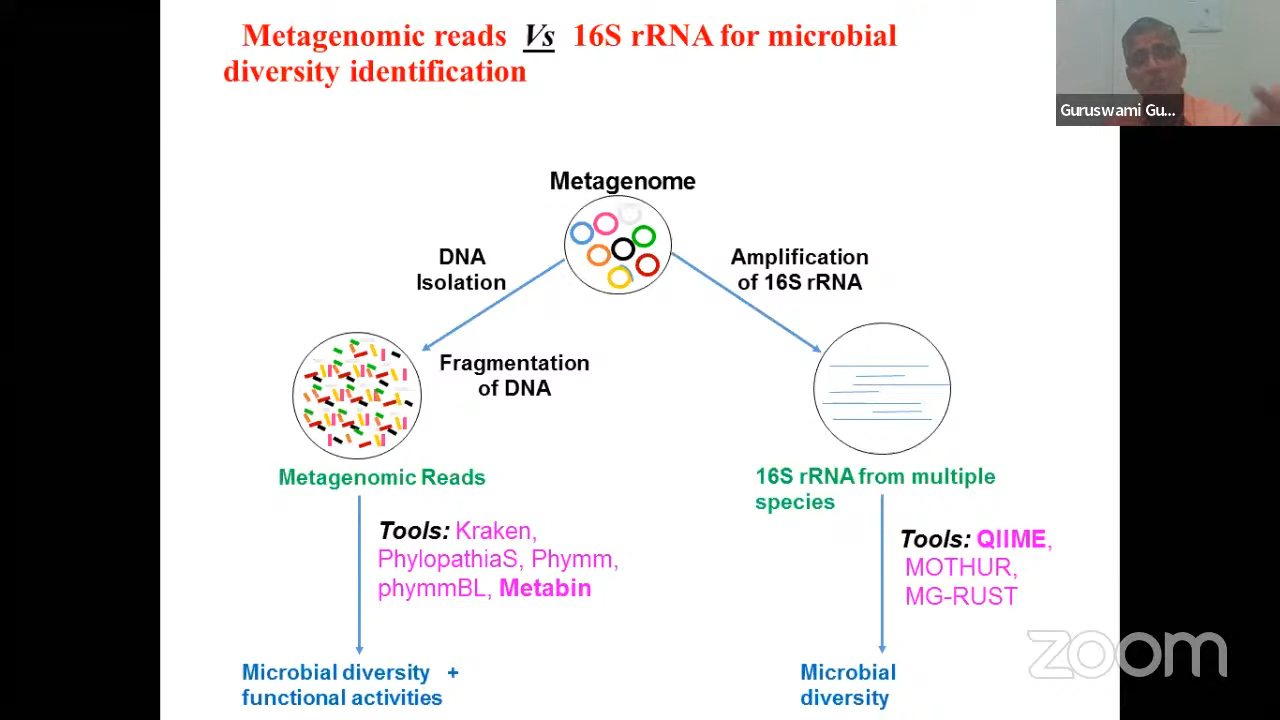 Metagenomic reads Vs 16S rRNA for microbial
diversity identification
Guruswami Gu...
Metagenome
DNA
Isolation
Amplification
of 16S rRNA
Fragmentation
of DNA
Metagenomic Reads
16S rRNA from multiple
species
Tools: Kraken,
PhylopathiaS, Phymm,
phymmBL, Metabin
Tools: QIIME,
MOTHUR,
MG-RUST
Microbial diversity +
functional activities
Microbial
diversity
zoom